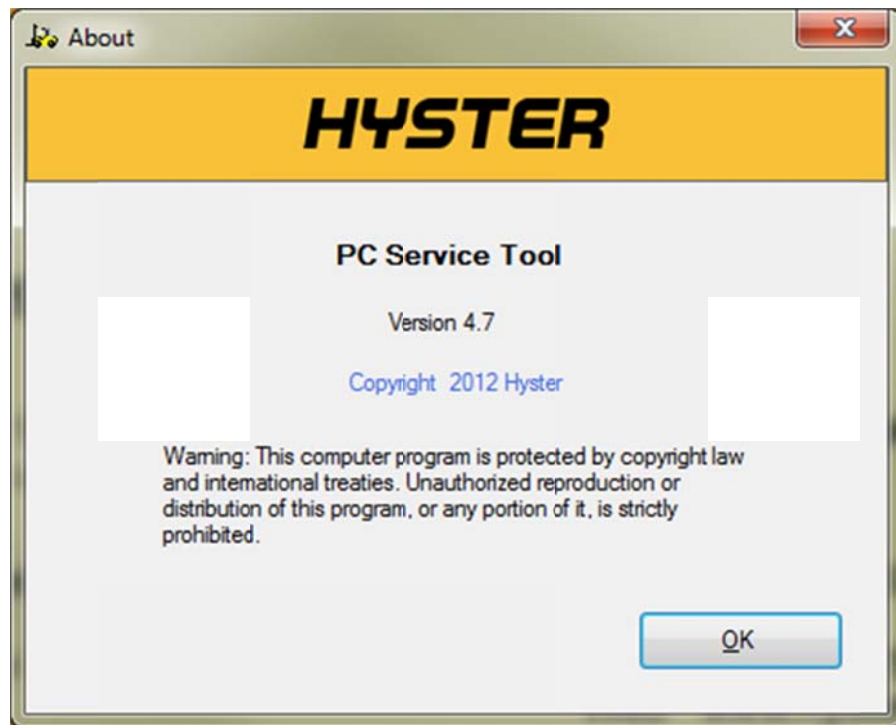 About
HYSTER
PC Service Tool
Version 4.7
Copyright 2012 Hyster
Warning: This computer program is protected by copyright law
and international treaties. Unauthorized reproduction or
distribution of this program, or any portion of it, is strictly
prohibited.
OK